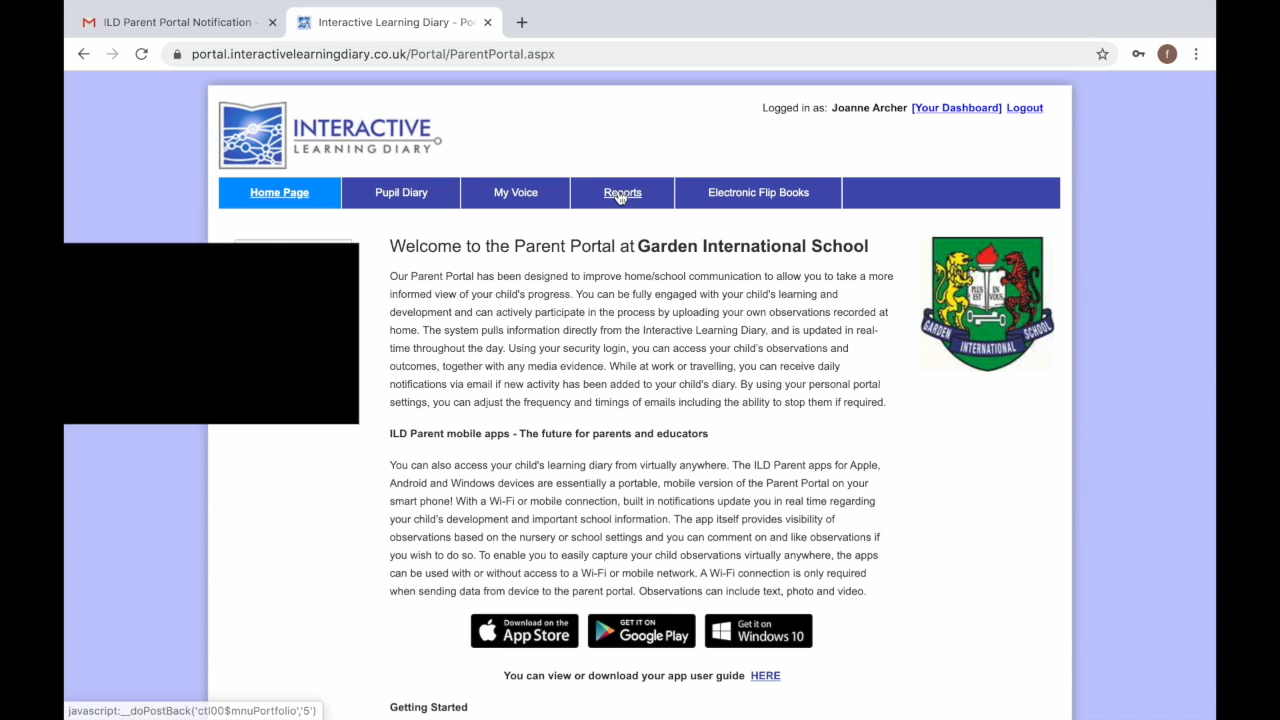 ILD Parent Portal Notification -
Interactive Learning Diary - Po
portal.interactivelearningdiary.co.uk/Portal/ParentPortal.aspx
f
Logged in as: Joanne Archer [Your Dashboard] Logout
INTERACTIVE
LEARNING DIARY
Home Page Pupil Diary My Voice Reports Electronic Flip Books
Welcome to the Parent Portal at Garden International School
Our Parent Portal has been designed to improve home/school communication to allow you to take a more
informed view of your child's progress. You can be fully engaged with your child's learning and
development and can actively participate in the process by uploading your own observations recorded at
home. The system pulls information directly from the Interactive Learning Diary, and is updated in real-
time throughout the day. Using your security login, you can access your child's observations and
outcomes, together with any media evidence. While at work or travelling, you can receive daily
notifications via email if new activity has been added to your child's diary. By using your personal portal
settings, you can adjust the frequency and timings of emails including the ability to stop them if required.
PLUS EN
EST EN VOUS
GARDEN INTERNATIONAL SCHOOL
ILD Parent mobile apps - The future for parents and educators
You can also access your child's learning diary from virtually anywhere. The ILD Parent apps for Apple,
Android and Windows devices are essentially a portable, mobile version of the Parent Portal on your
smart phone! With a Wi-Fi or mobile connection, built in notifications update you in real time regarding
your child's development and important school information. The app itself provides visibility of
observations based on the nursery or school settings and you can comment on and like observations if
you wish to do so. To enable you to easily capture your child observations virtually anywhere, the apps
can be used with or without access to a Wi-Fi or mobile network. A Wi-Fi connection is only required
when sending data from device to the parent portal. Observations can include text, photo and video.
Download on the
App Store
GET IT ON
Google Play
Get it on
Windows 10
You can view or download your app user guide HERE
Getting Started
javascript:__doPostBack('ctl00$mnuPortfolio','5')